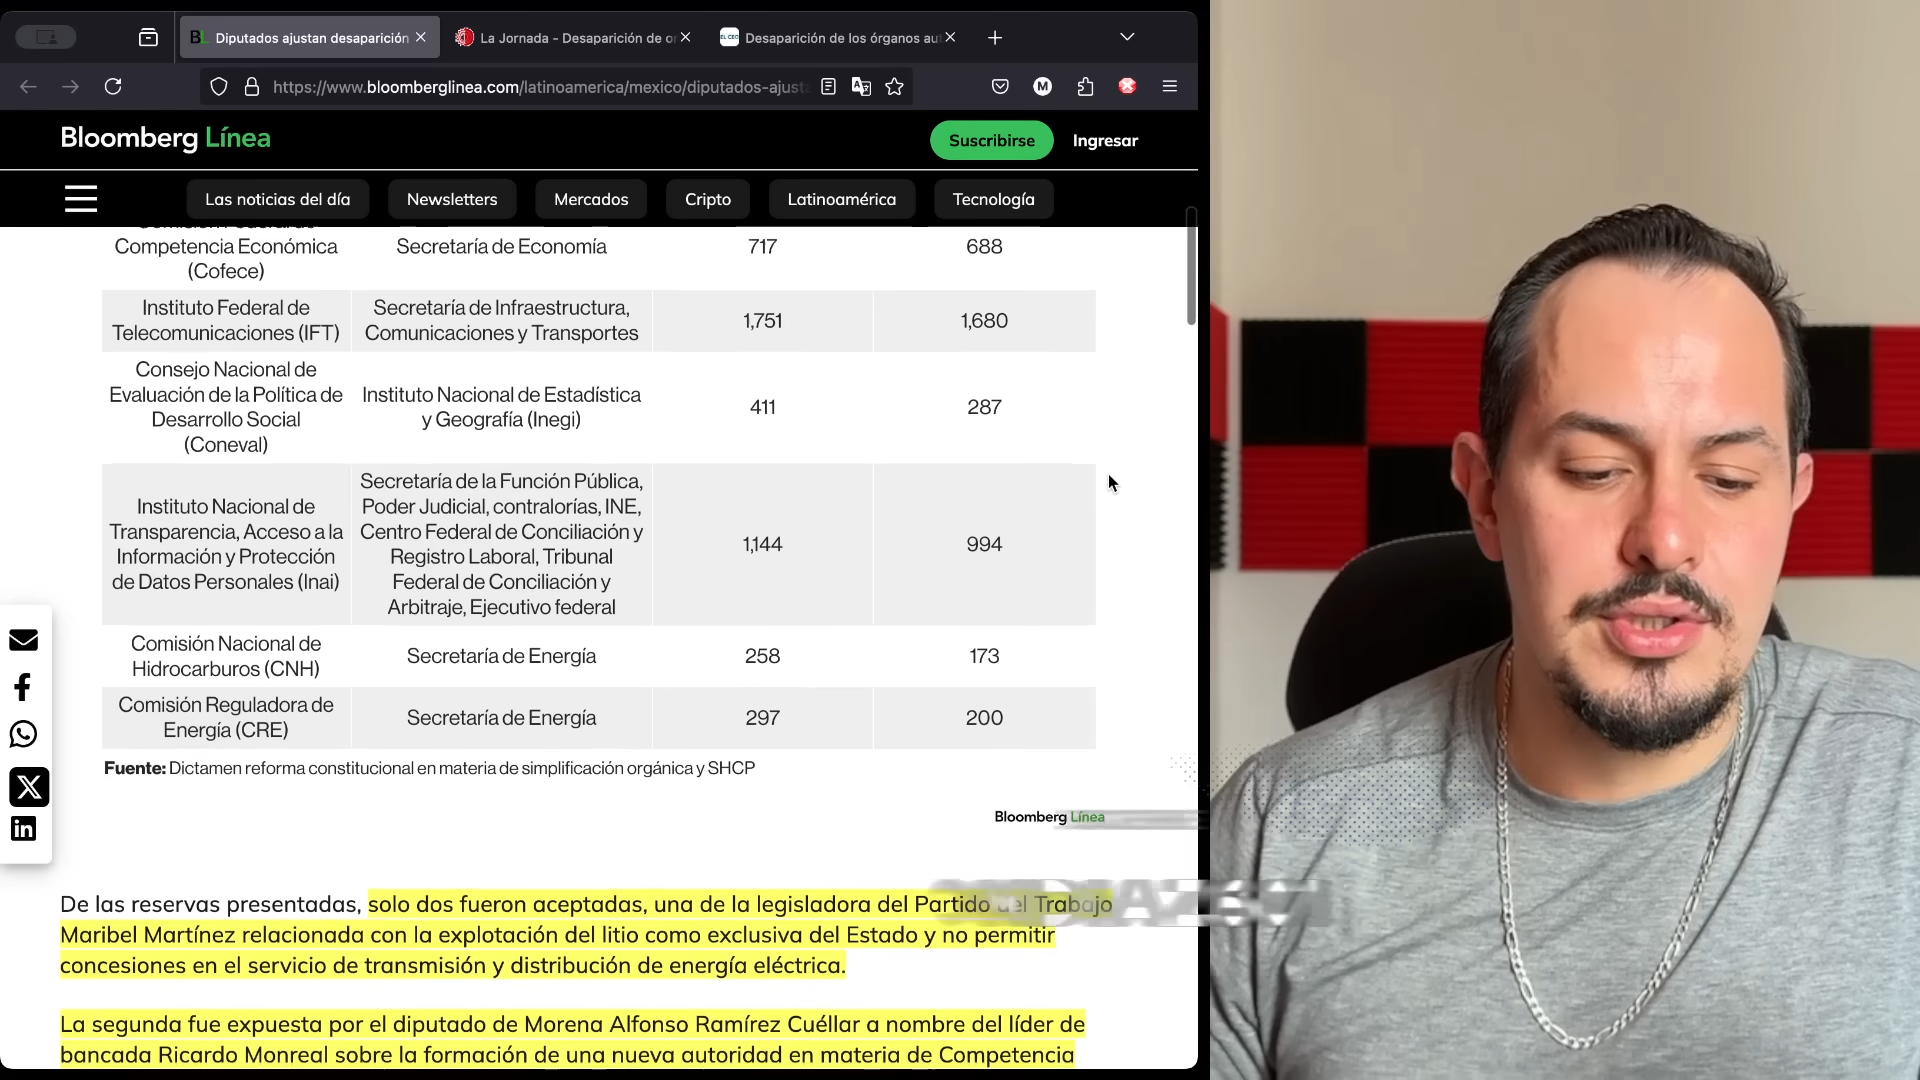 Diputados ajustan desaparición
La Jornada - Desaparición de o
Desaparición de los órganos au
https://www.bloomberglinea.com/latinoamerica/mexico/diputados-ajust
M
Bloomberg Línea
Suscribirse
Ingresar
Las noticias del día
Newsletters
Mercados
Cripto
Latinoamérica
Tecnología
Competencia Económica
(Cofece)
Secretaría de Economía
717
688
Instituto Federal de
Telecomunicaciones (IFT)
Secretaría de Infraestructura,
Comunicaciones y Transportes
1,751
1,680
Consejo Nacional de
Evaluación de la Política de
Desarrollo Social
(Coneval)
Instituto Nacional de Estadística
y Geografía (Inegi)
411
287
Instituto Nacional de
Transparencia, Acceso a la
Información y Protección
de Datos Personales (Inai)
Secretaría de la Función Pública,
Poder Judicial, contralorías, INE,
Centro Federal de Conciliación y
Registro Laboral, Tribunal
Federal de Conciliación y
Arbitraje, Ejecutivo federal
1,144
994
Comisión Nacional de
Hidrocarburos (CNH)
Secretaría de Energía
258
173
Comisión Reguladora de
Energía (CRE)
Secretaría de Energía
297
200
Fuente: Dictamen reforma constitucional en materia de simplificación orgánica y SHCP
Bloomberg Línea
De las reservas presentadas, solo dos fueron aceptadas, una de la legisladora del Partido del Trabajo
Maribel Martínez relacionada con la explotación del litio como exclusiva del Estado y no permitir
concesiones en el servicio de transmisión y distribución de energía eléctrica.
La segunda fue expuesta por el diputado de Morena Alfonso Ramírez Cuéllar a nombre del líder de
bancada Ricardo Monreal sobre la formación de una nueva autoridad en materia de Competencia